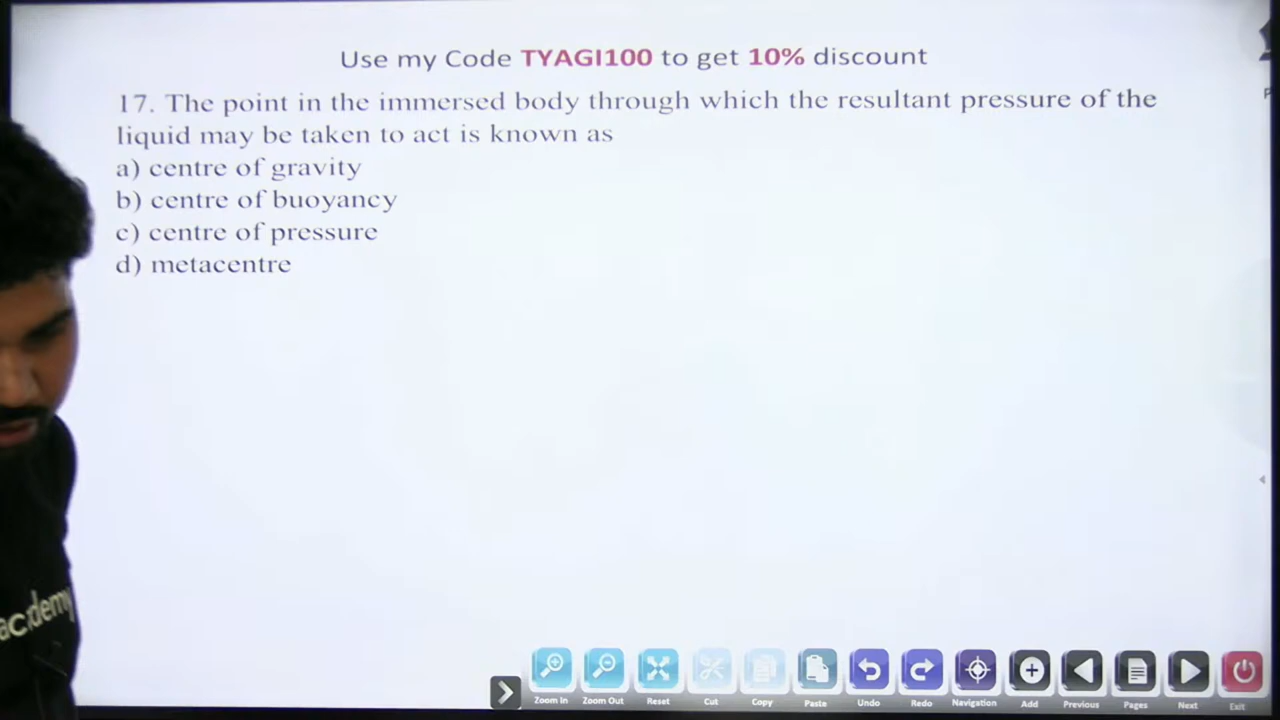 Use my Code TYAGI100 to get 10% discount
17. The point in the immersed body through which the resultant pressure of the
liquid may be taken to act is known as
a) centre of gravity
b) centre of buoyancy
c) centre of pressure
d) metacentre
Zoom In Zoom Out Reset Cut Copy Paste Undo Redo Navigation Add Previous Pages Next Exit